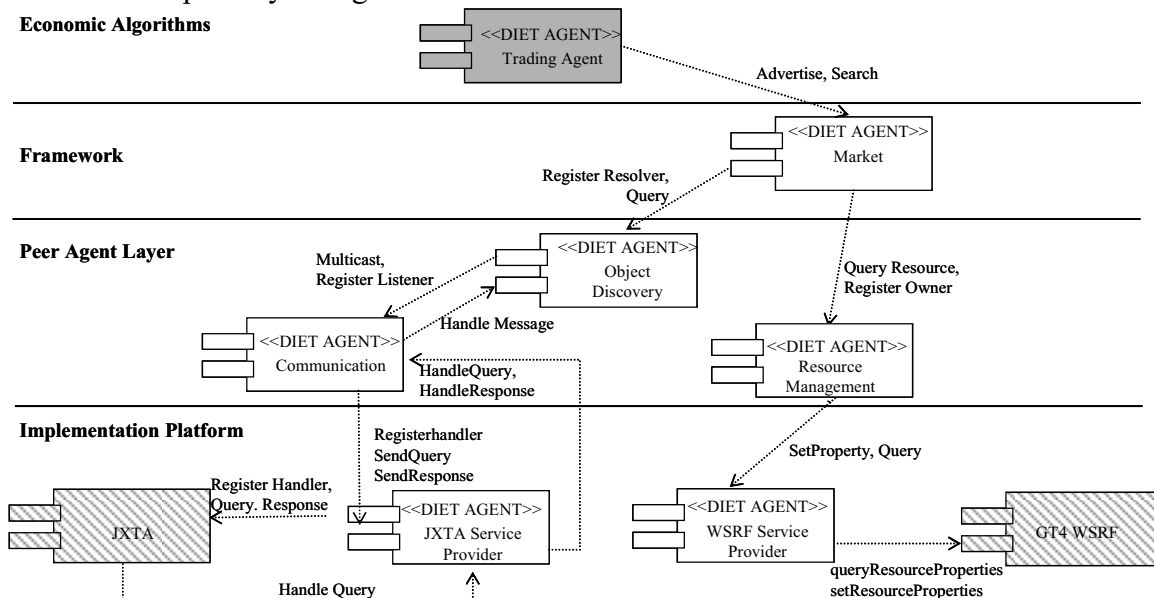 Economic Algorithms
<<DIET AGENT>>
Trading Agent
Advertise, Search
Framework
<<DIET AGENT>>
Market
Register Resolver,
Query
Peer Agent Layer
<<DIET AGENT>>
Object
Discovery
Multicast,
Register Listener
Query Resource,
Register Owner
Handle Message
<<DIET AGENT>>
Communication
<<DIET AGENT>>
Resource
Management
HandleQuery,
HandleResponse
Implementation Platform
Registerhandler
SendQuery
SendResponse
SetProperty, Query
Register Handler,
Query. Response
JXTA
<<DIET AGENT>>
JXTA Service
Provider
<<DIET AGENT>>
WSRF Service
Provider
GT4 WSRF
queryResourceProperties
setResourceProperties
Handle Query